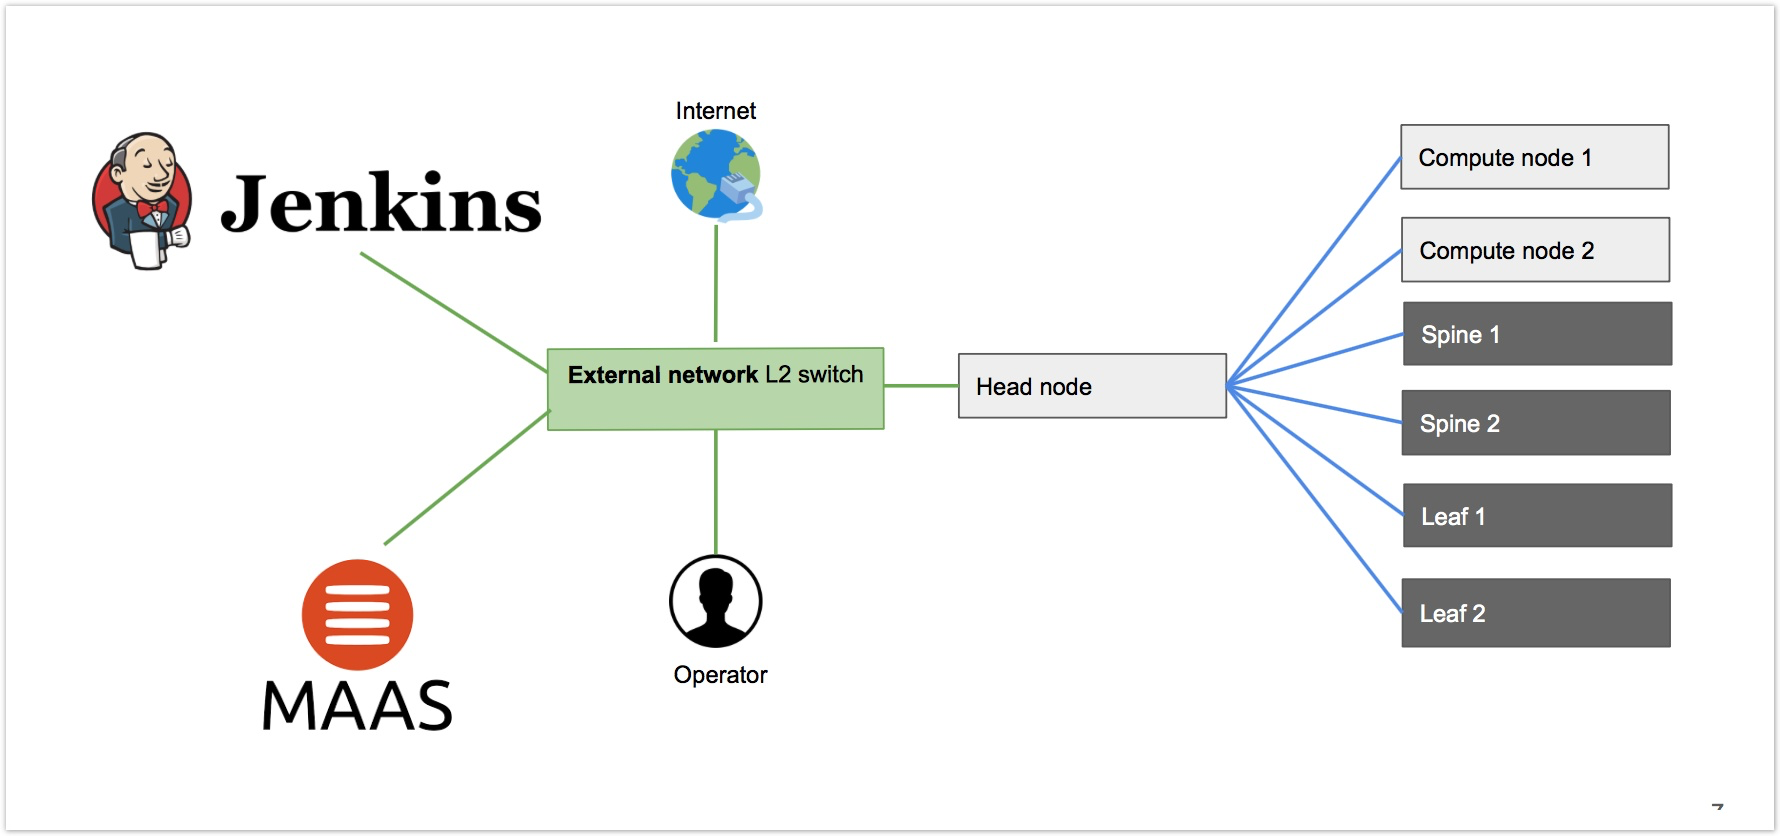 Internet
Jenkins
Compute node 1
Compute node 2
Spine 1
External network L2 switch
Head node
Spine 2
Leaf 1
Leaf 2
Operator
MAAS